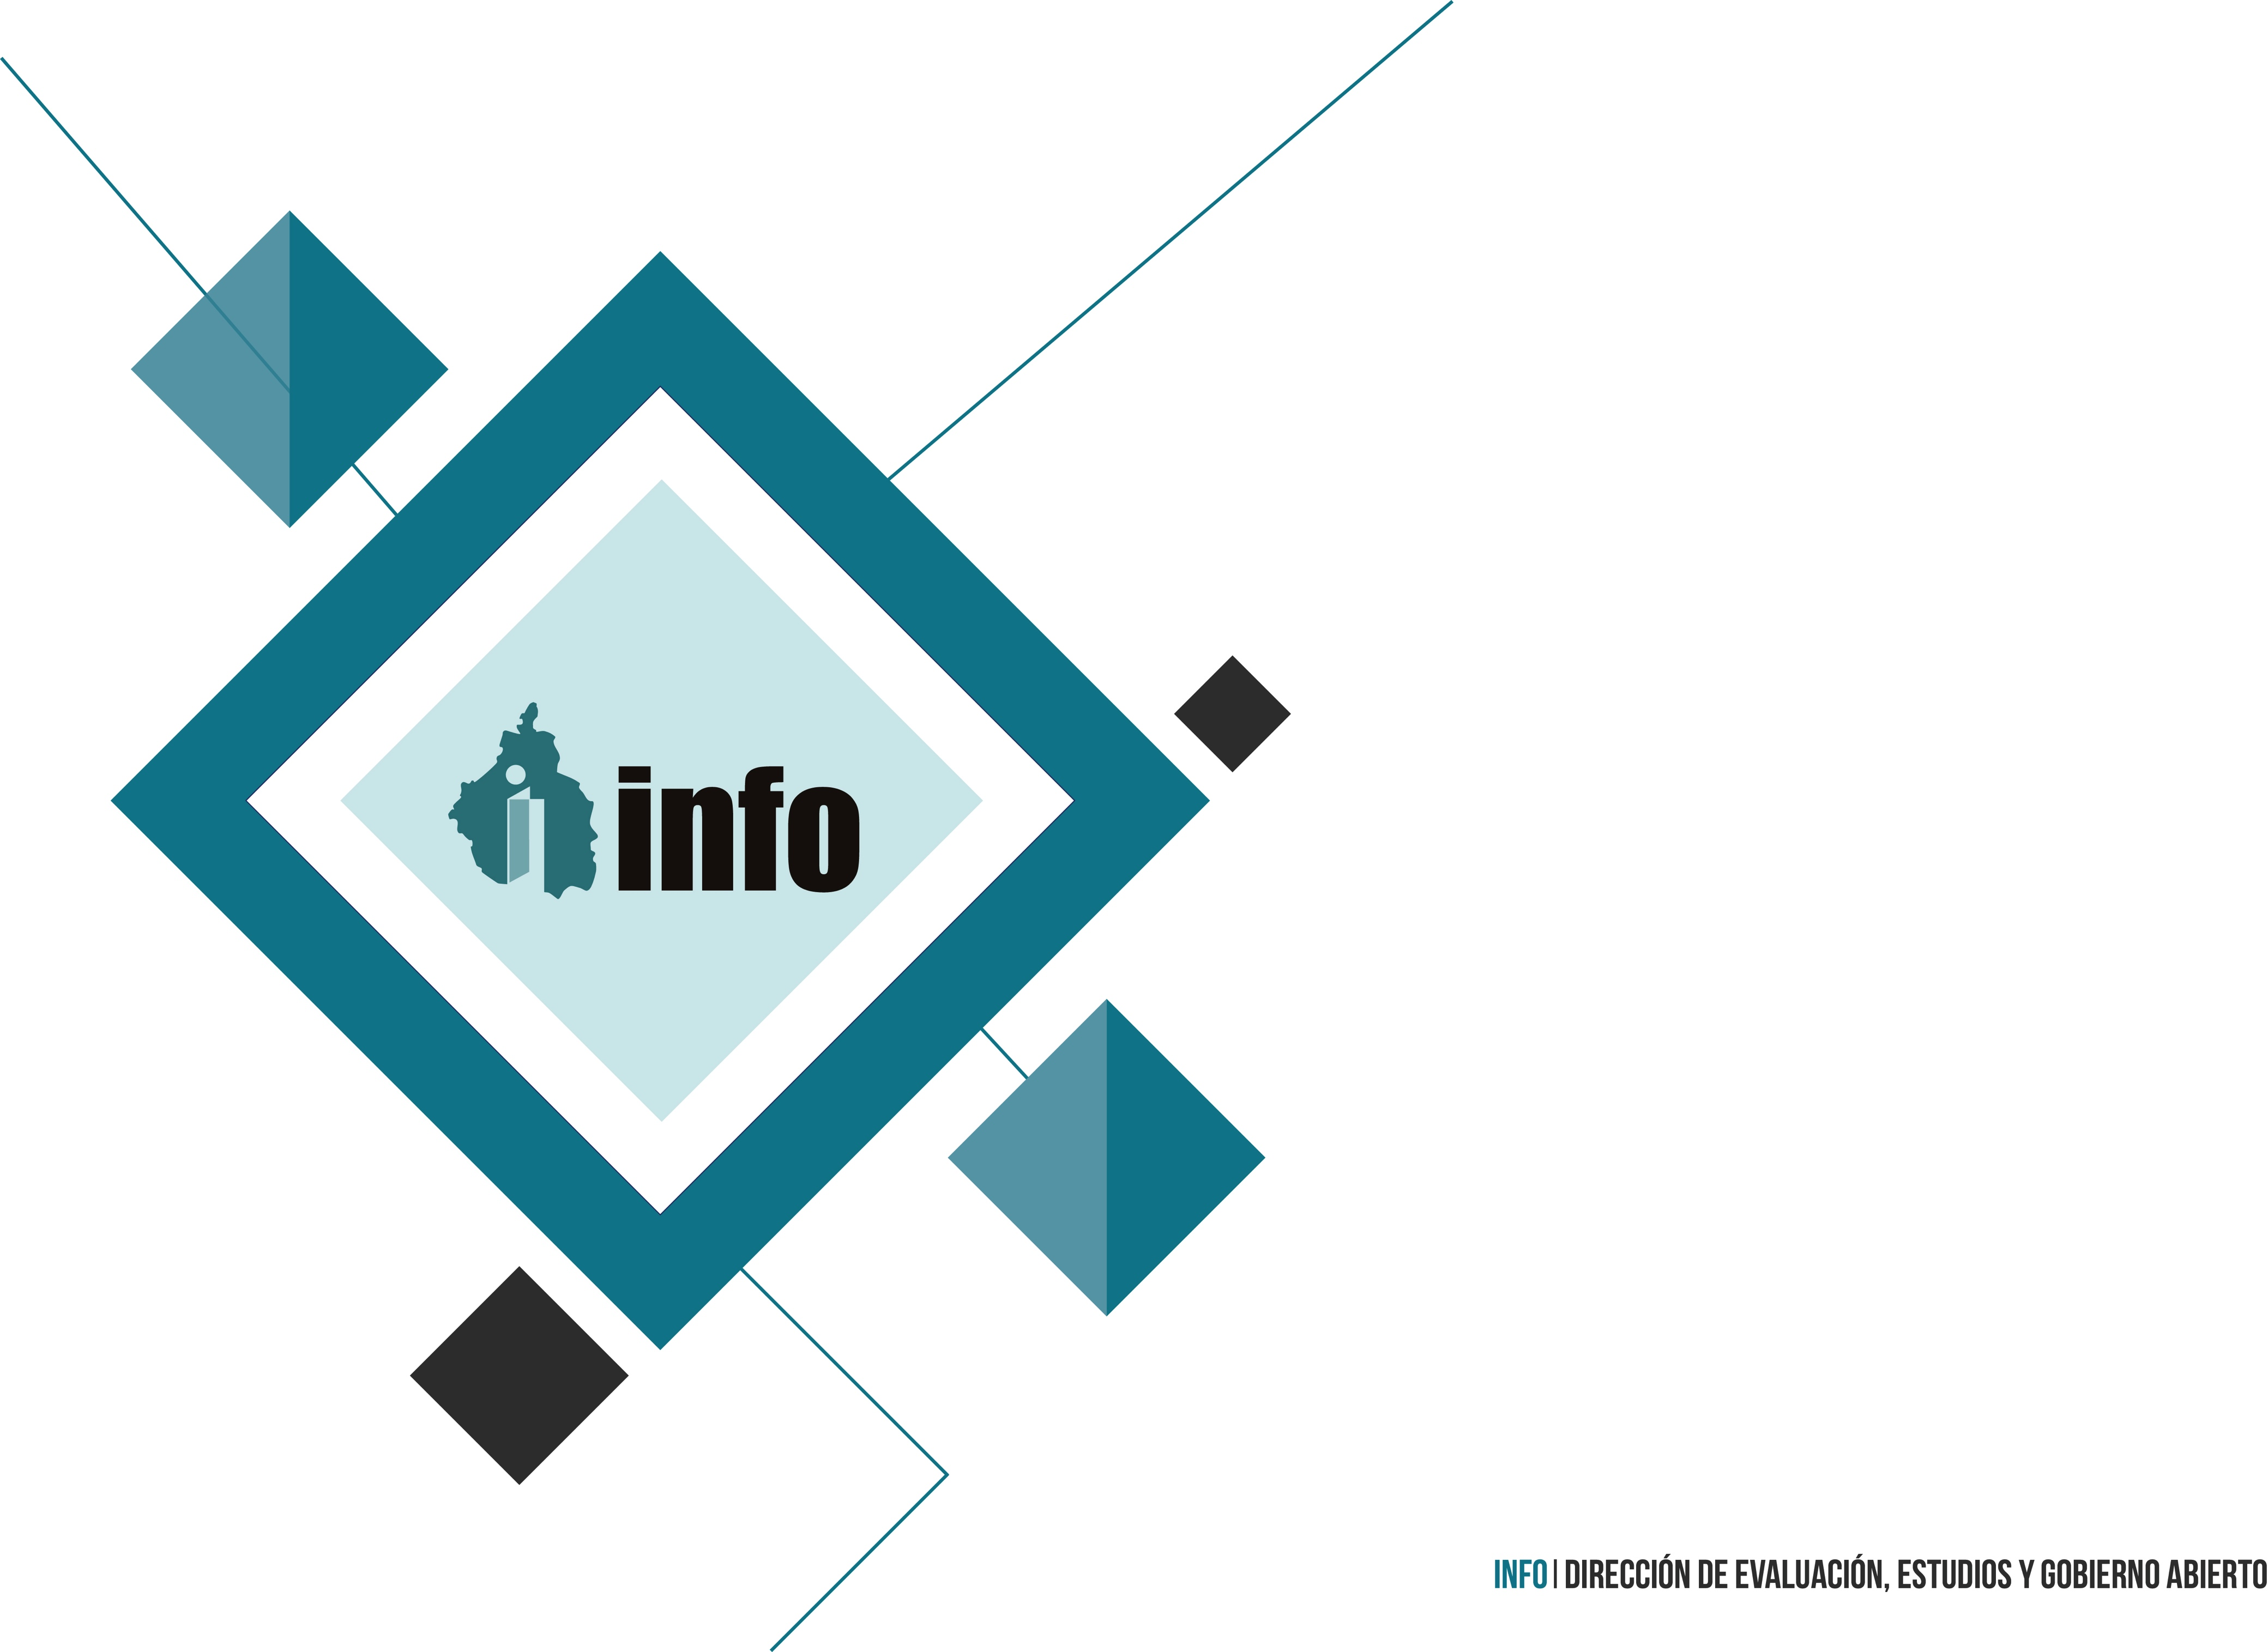 info
INFO | DIRECCIÓN DE EVALUACIÓN, ESTUDIOS Y GOBIERNO ABIERTO